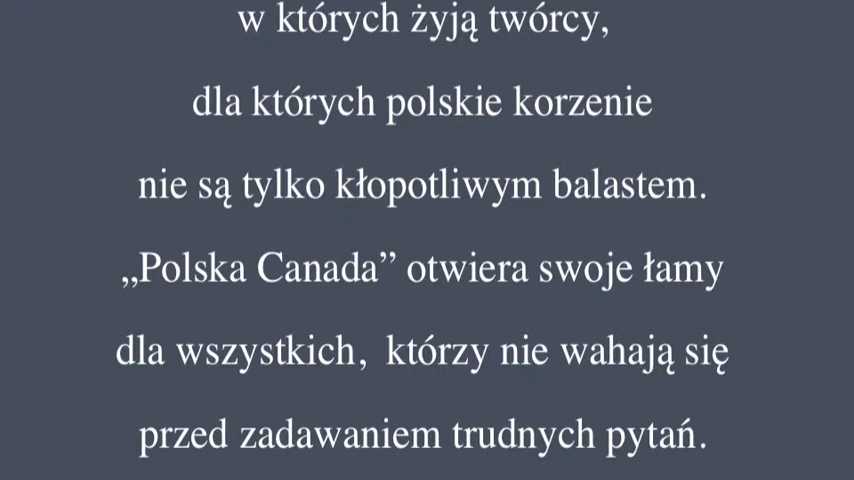 w których żyją twórcy,
dla których polskie korzenie
nie są tylko kłopotliwym balastem.
„Polska Canada” otwiera swoje łamy
dla wszystkich, którzy nie wahają się
przed zadawaniem trudnych pytań.